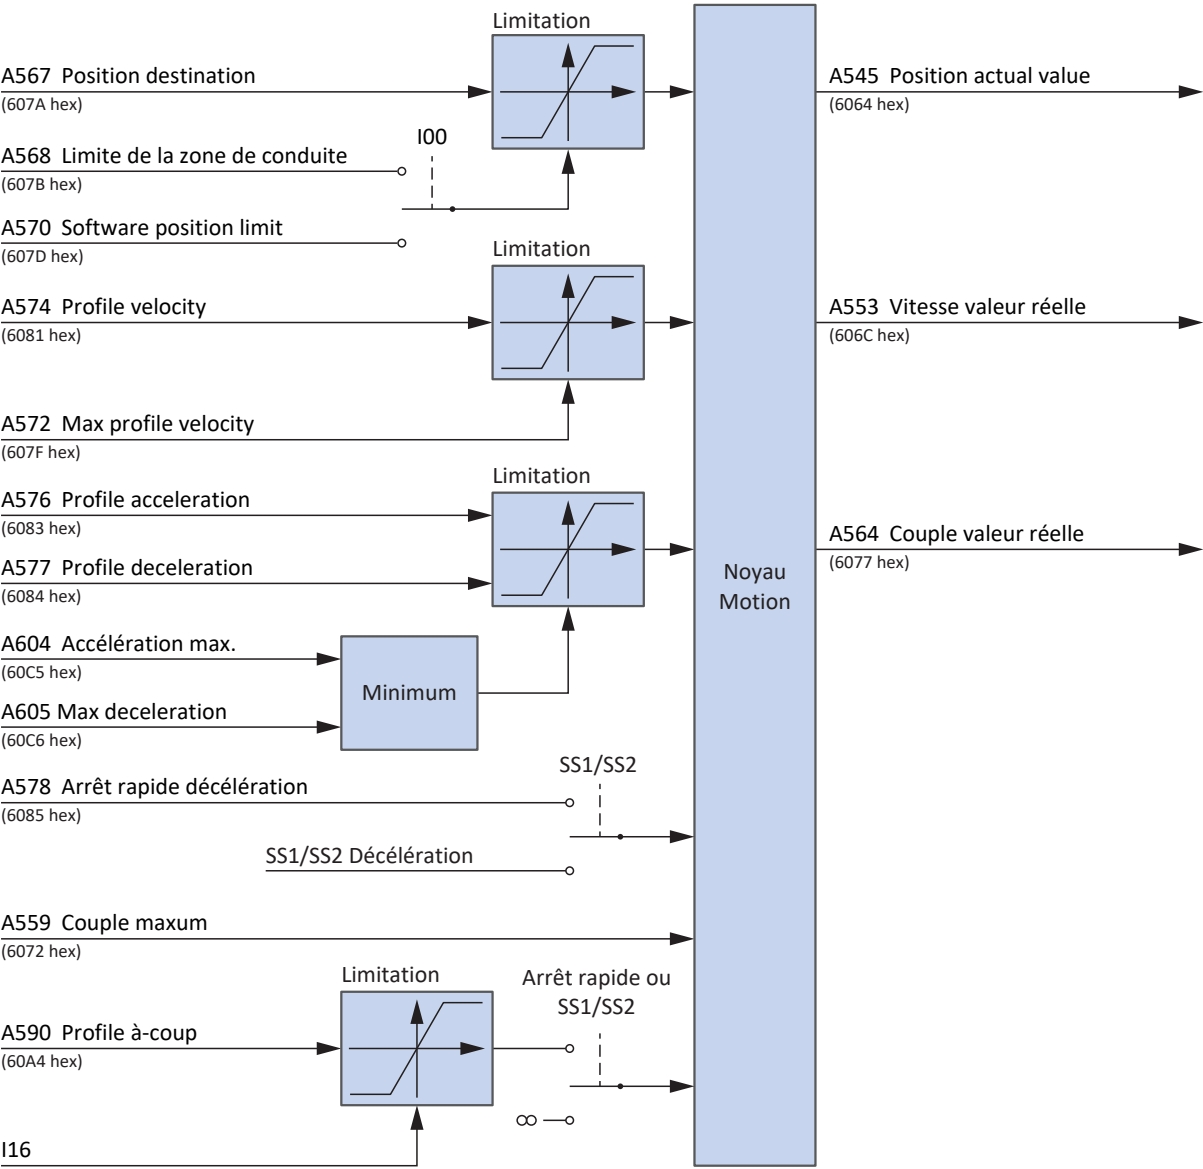 Limitation
A567 Position destination
(607A hex)
A545 Position actual value
(6064 hex)
I00
A568 Limite de la zone de conduite
(607B hex)
A570 Software position limit
(607D hex)
Limitation
A574 Profile velocity
(6081 hex)
A553 Vitesse valeur réelle
(606C hex)
A572 Max profile velocity
(607F hex)
Limitation
A576 Profile acceleration
(6083 hex)
A564 Couple valeur réelle
(6077 hex)
A577 Profile deceleration
(6084 hex)
Noyau
Motion
A604 Accélération max.
(60C5 hex)
Minimum
A605 Max deceleration
(60C6 hex)
SS1/SS2
A578 Arrêt rapide décélération
(6085 hex)
SS1/SS2 Décélération
A559 Couple maxum
(6072 hex)
Limitation
Arrêt rapide ou
SS1/SS2
A590 Profile à-coup
(60A4 hex)
∞
I16